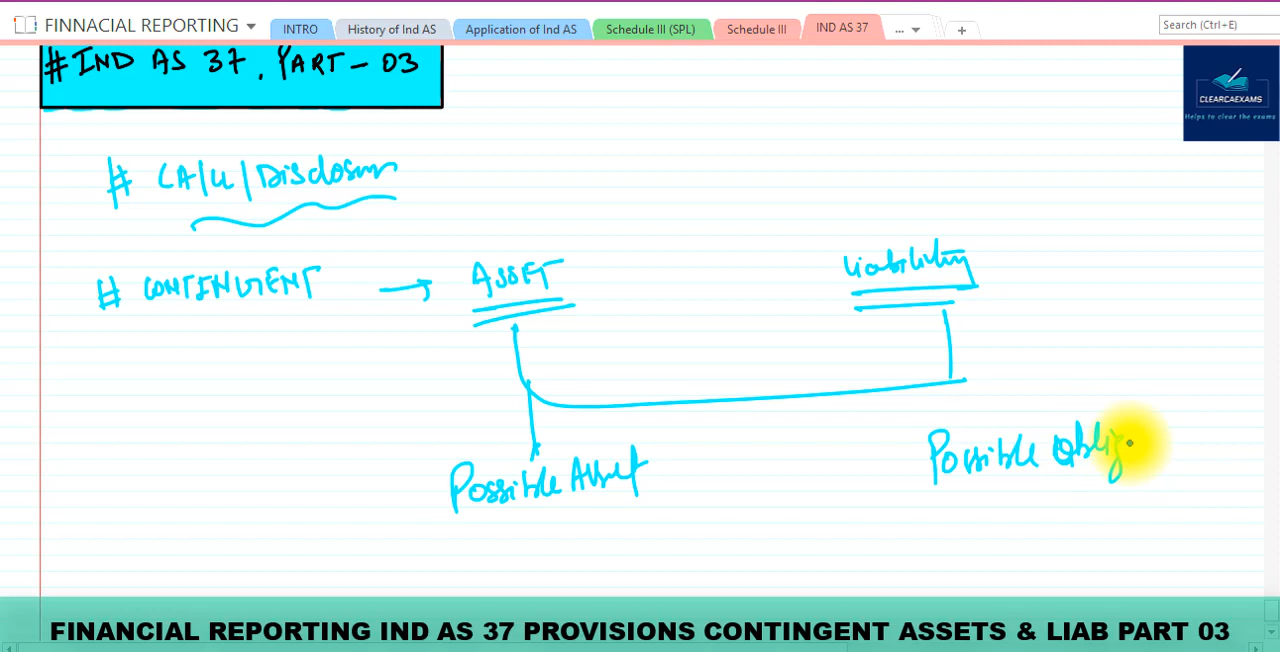 FINNACIAL REPORTING
INTRO
History of Ind AS
Application of Ind AS
Schedule III (SPL)
Schedule III
IND AS 37
...
Search (Ctrl+E)
# IND AS 37, PART - 03
CLEARCAEXAMS
Helps to clear the exams
# CA/CL/Disclosure
# CONTINGENT → ASSET Liability
Possible Asset
Possible Oblig
FINANCIAL REPORTING IND AS 37 PROVISIONS CONTINGENT ASSETS & LIAB PART 03